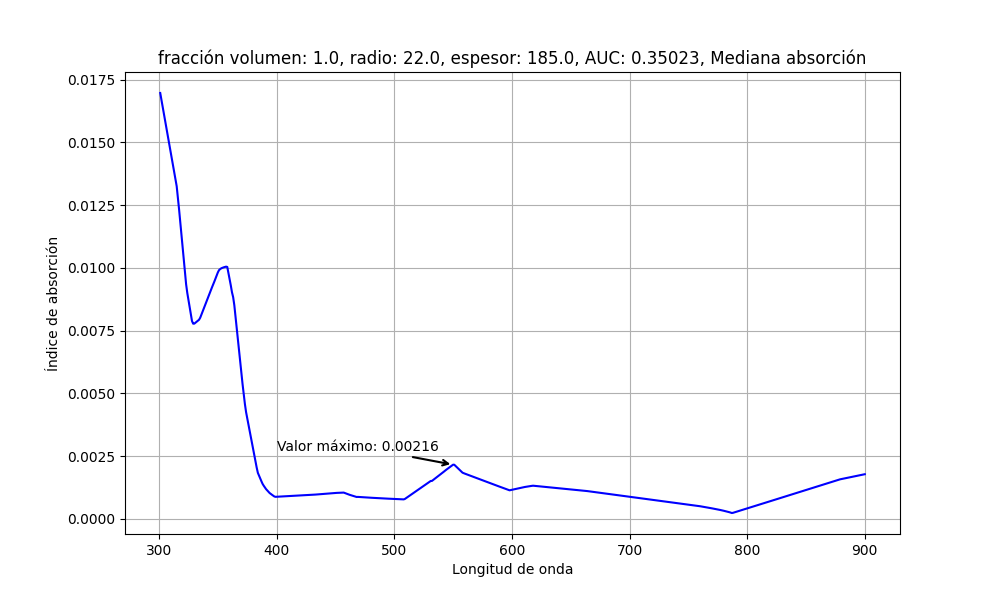 fracción volumen: 1.0, radio: 22.0, espesor: 185.0, AUC: 0.35023, Mediana absorción
Índice de absorción
0.0175
0.0150
0.0125
0.0100
0.0075
0.0050
0.0025
0.0000
Valor máximo: 0.00216
300 400 500 600 700 800 900
Longitud de onda